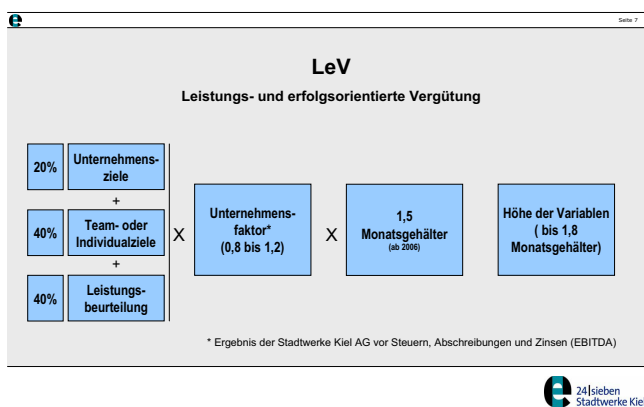 Seite 7
LeV
Leistungs- und erfolgsorientierte Vergütung
20%
Unternehmens-
ziele
+
40%
Team- oder
Individualziele
+
40%
Leistungs-
beurteilung
X
Unternehmens-
faktor*
(0,8 bis 1,2)
X
1,5
Monatsgehälter
(ab 2006)
Höhe der Variablen
( bis 1,8
Monatsgehälter)
* Ergebnis der Stadtwerke Kiel AG vor Steuern, Abschreibungen und Zinsen (EBITDA)
24|sieben
Stadtwerke Kiel